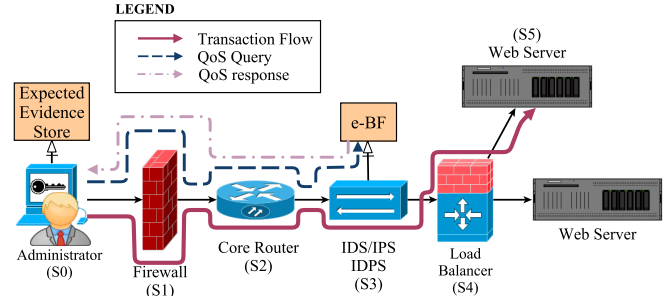 LEGEND
Transaction Flow
QoS Query
QoS response
(S5)
Web Server
Expected
Evidence
Store
e-BF
Administrator
(S0)
Firewall
(S1)
Core Router
(S2)
IDS/IPS
IDPS
(S3)
Load
Balancer
(S4)
Web Server